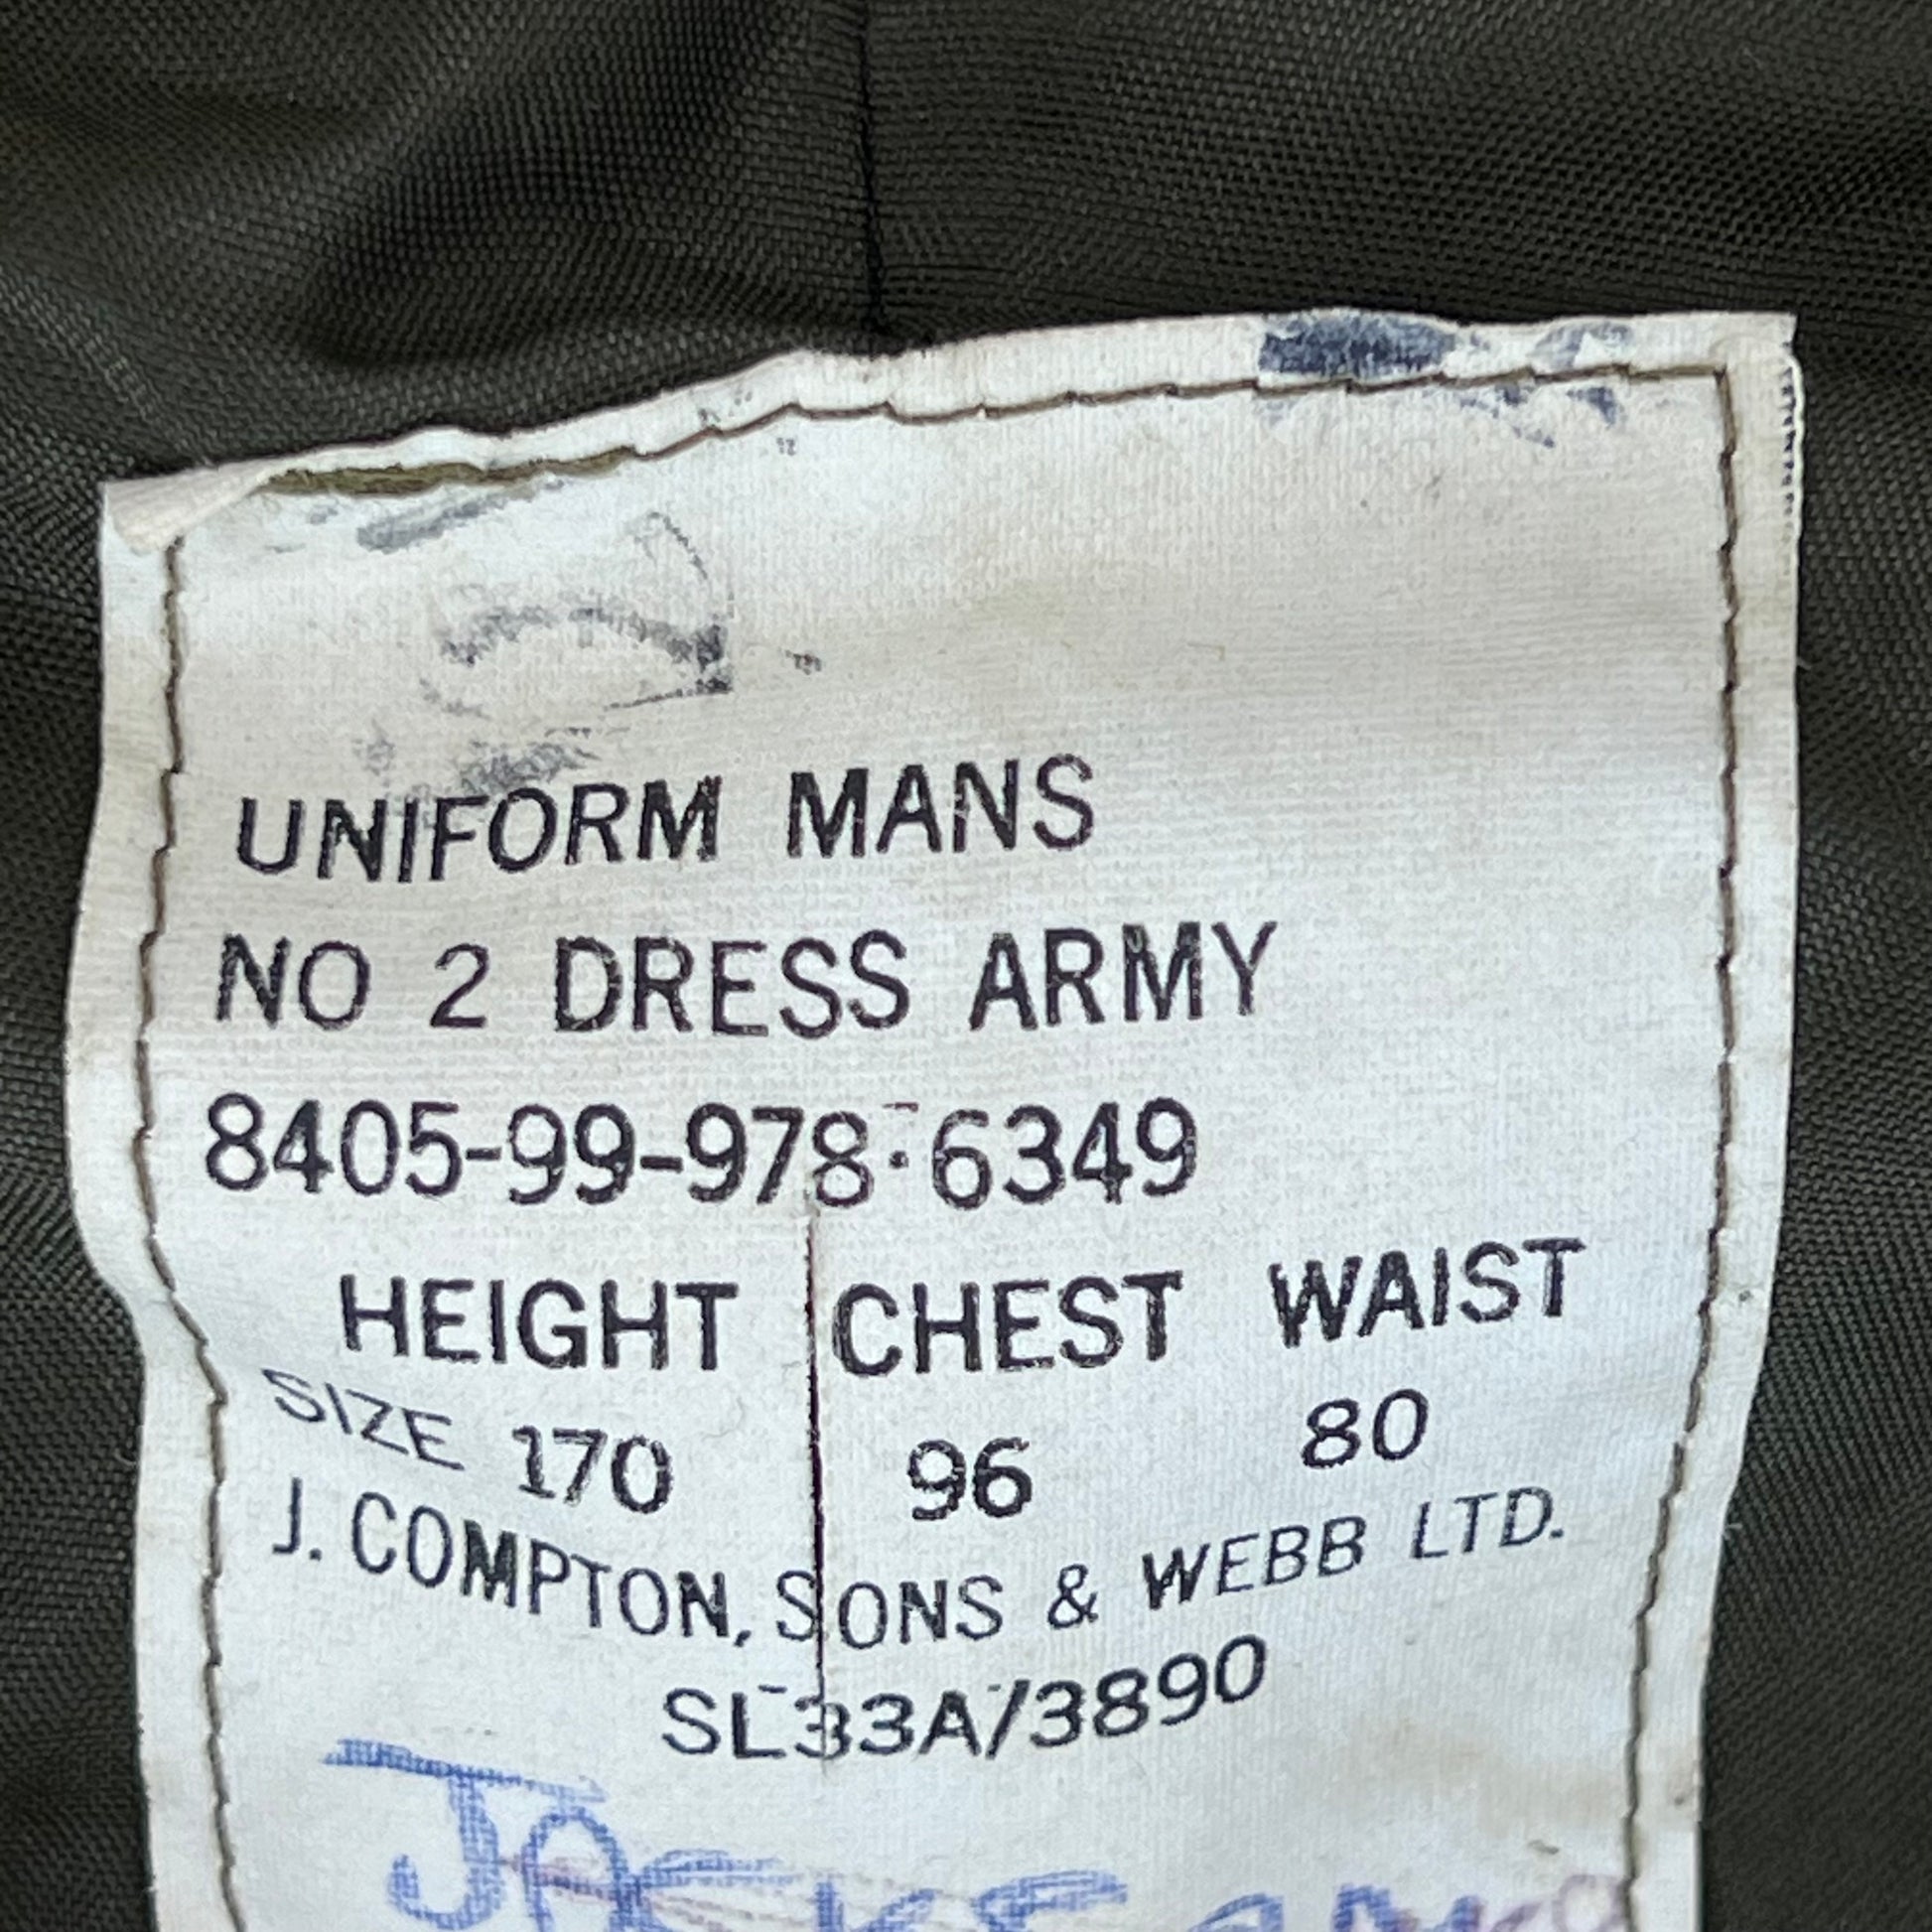 UNIFORM MANS
NO 2 DRESS ARMY
8405-99-978-6349
HEIGHT CHEST WAIST
SIZE 170 96 80
J. COMPTON, SONS & WEBB LTD.
SL33A/3890